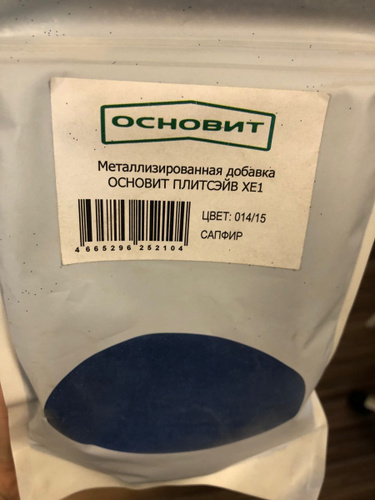 ОСНОВИТ
Металлизированная добавка
ОСНОВИТ ПЛИТСЭЙВ XE1
ЦВЕТ: 014/15
САПФИР
4 665296 252104